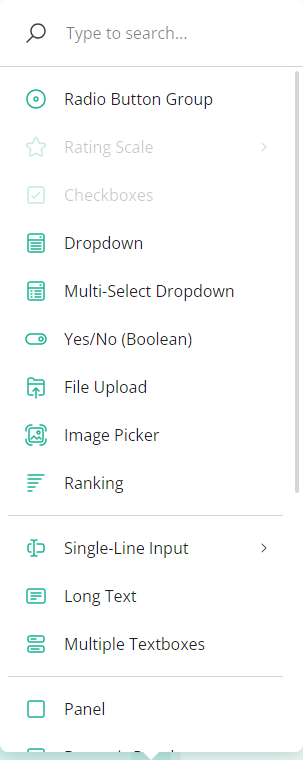 Type to search...
Radio Button Group
Rating Scale
Checkboxes
Dropdown
Multi-Select Dropdown
Yes/No (Boolean)
File Upload
Image Picker
Ranking
Single-Line Input
Long Text
Multiple Textboxes
Panel